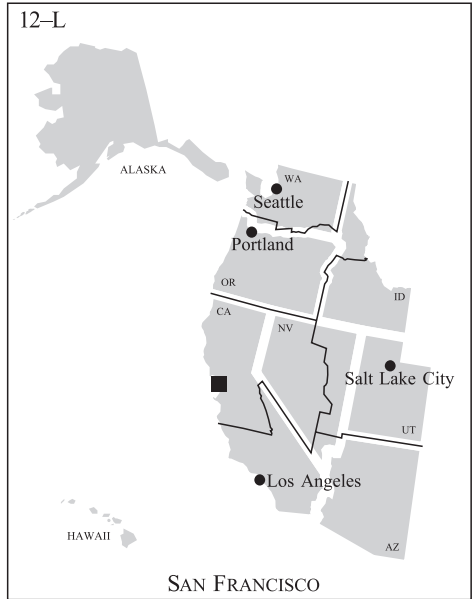 12–L
ALASKA
WA
Seattle
Portland
OR
ID
CA
NV
Salt Lake City
UT
Los Angeles
HAWAII
AZ
SAN FRANCISCO